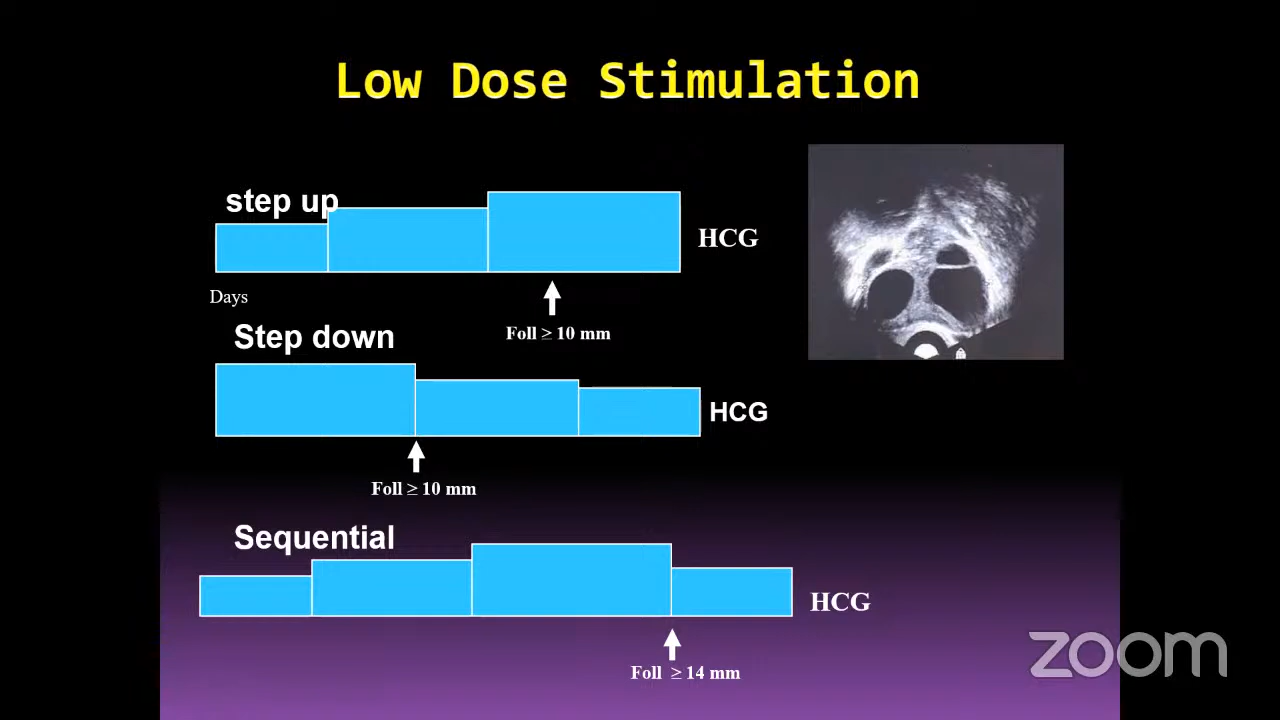 Low Dose Stimulation
step up
HCG
Days
Foll ≥ 10 mm
Step down
HCG
Foll ≥ 10 mm
Sequential
HCG
Foll ≥ 14 mm
zoom